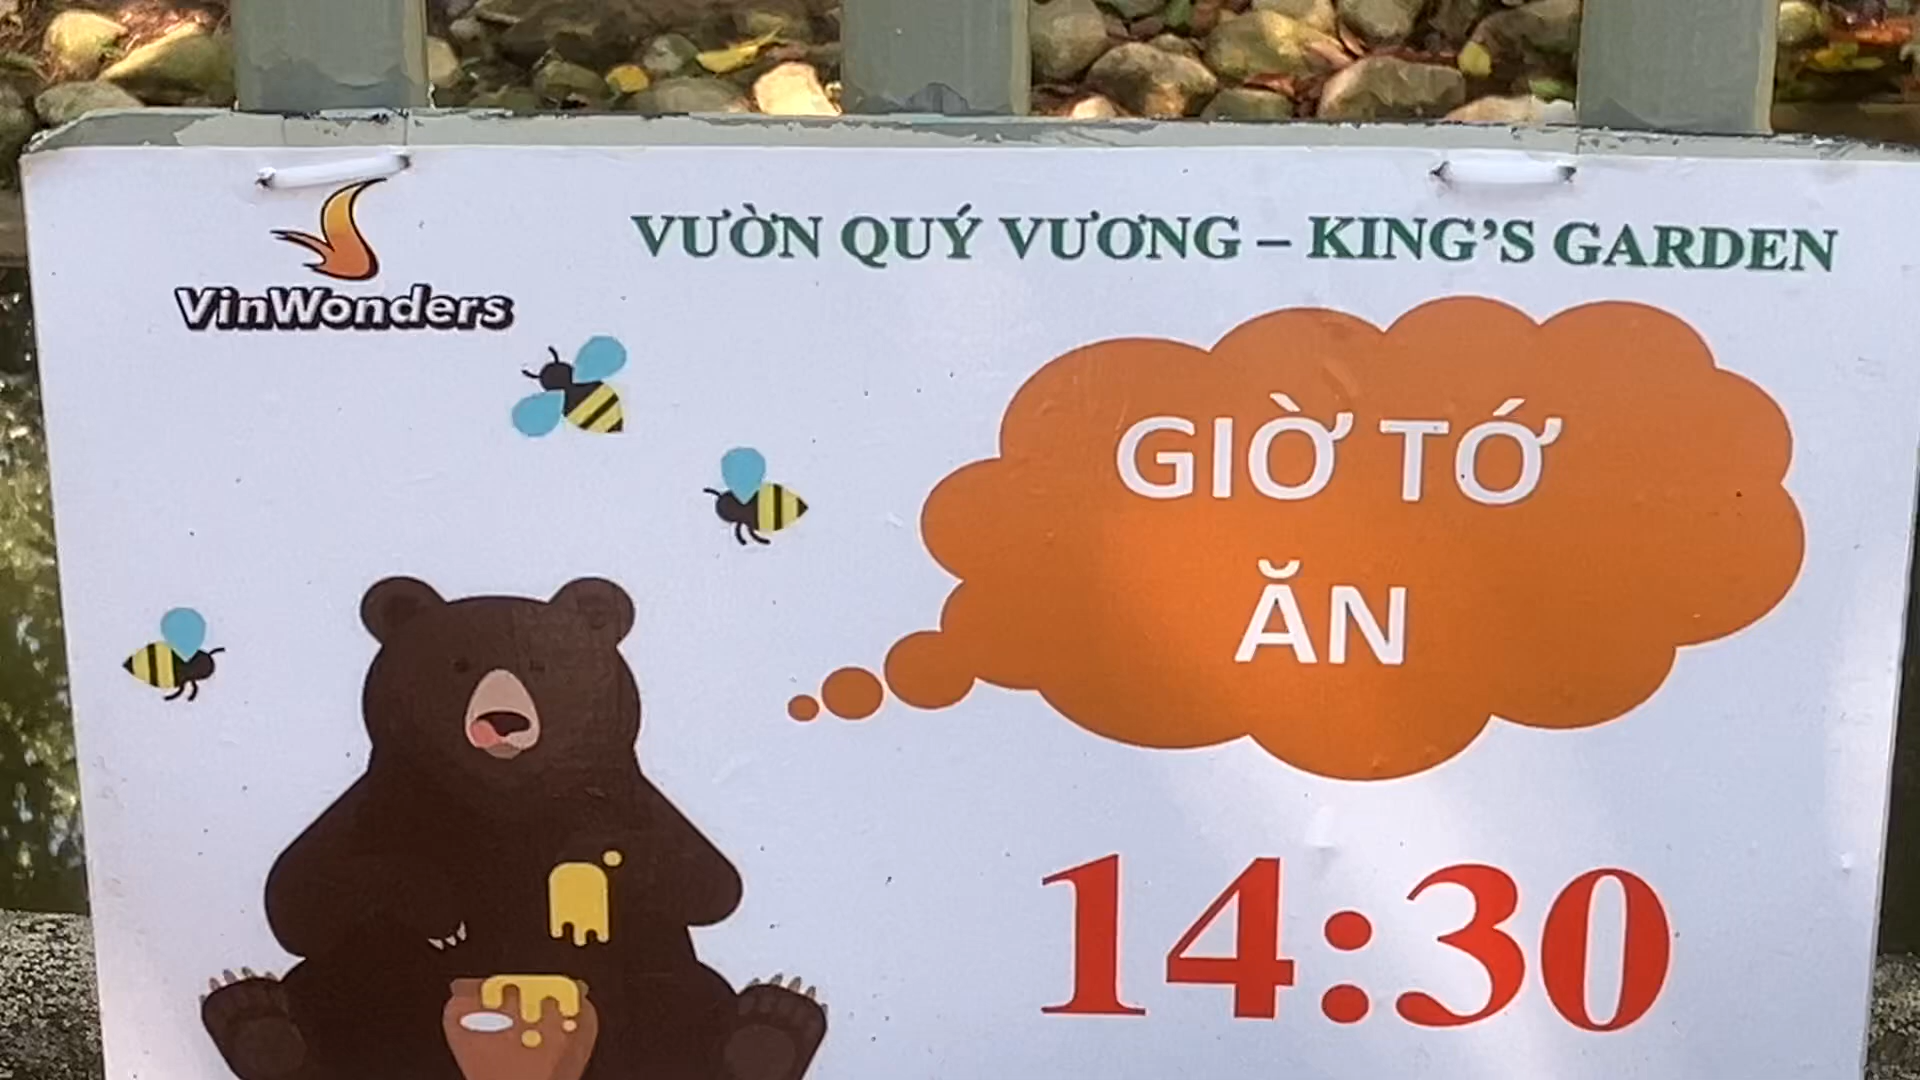 VƯỜN QUÝ VƯƠNG – KING'S GARDEN
VinWonders
GIỜ TỚ
ĂN
14:30